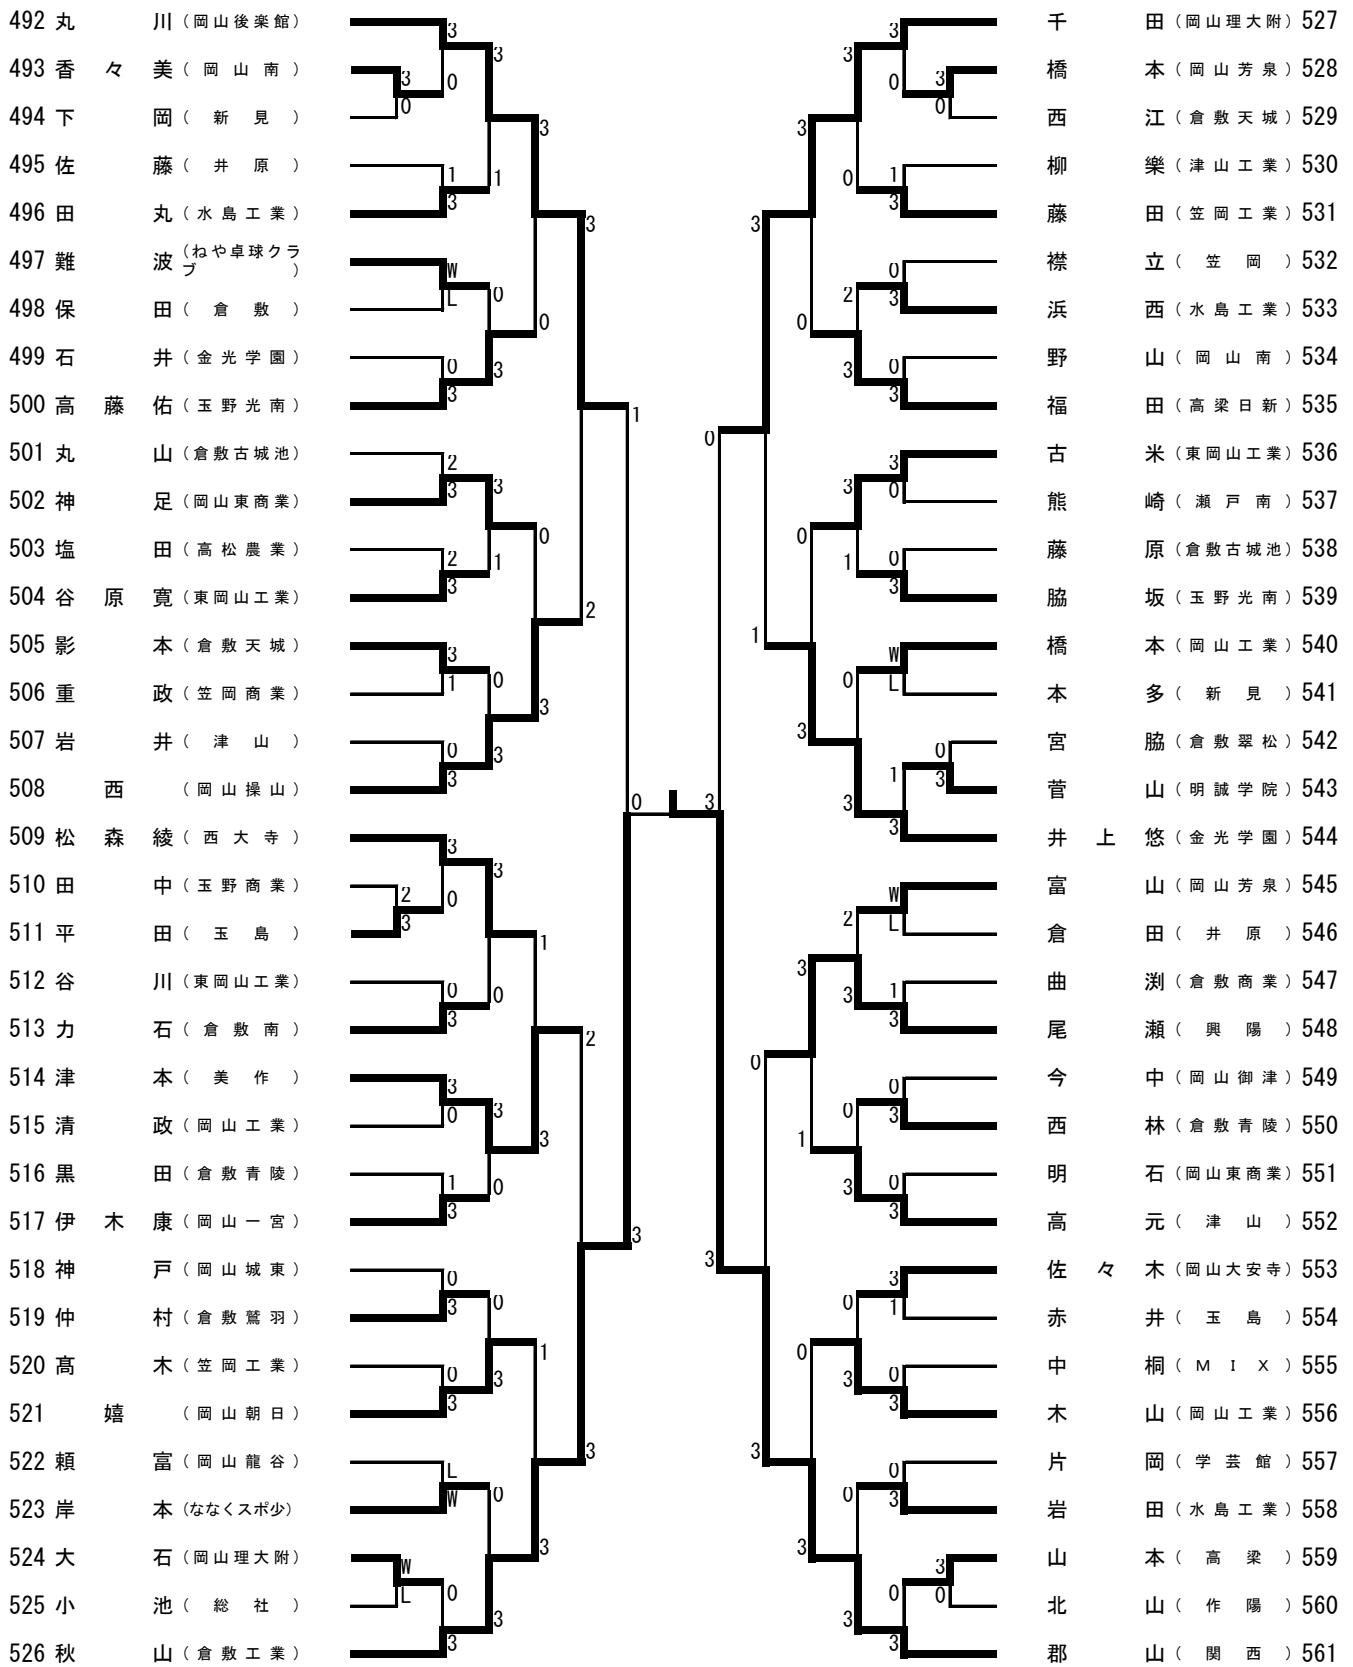 492 丸川（岡山後楽館）
493 香々美（岡山南）
494 下岡（新見）
495 佐藤（井原）
496 田丸（水島工業）
497 難波（ねや卓球クラブ）
498 保田（倉敷）
499 石井（金光学園）
500 高藤佑（玉野光南）
501 丸山（倉敷古城池）
502 神足（岡山東商業）
503 塩田（高松農業）
504 谷原寛（東岡山工業）
505 影本（倉敷天城）
506 重政（笠岡商業）
507 岩井（津山）
508 西（岡山操山）
509 松森綾（西大寺）
510 田中（玉野商業）
511 平田（玉島）
512 谷川（東岡山工業）
513 力石（倉敷南）
514 津本（美作）
515 清政（岡山工業）
516 黒田（倉敷青陵）
517 伊木康（岡山一宮）
518 神戸（岡山城東）
519 仲村（倉敷鷲羽）
520 髙木（笠岡工業）
521 嬉（岡山朝日）
522 頼富（岡山龍谷）
523 岸本（ななくスポ少）
524 大石（岡山理大附）
525 小池（総社）
526 秋山（倉敷工業）
千田（岡山理大附）527
橋本（岡山芳泉）528
西江（倉敷天城）529
柳樂（津山工業）530
藤田（笠岡工業）531
襟立（笠岡）532
浜西（水島工業）533
野山（岡山南）534
福田（高梁日新）535
古米（東岡山工業）536
熊崎（瀬戸南）537
藤原（倉敷古城池）538
脇坂（玉野光南）539
橋本（岡山工業）540
本多（新見）541
宮脇（倉敷翠松）542
菅山（明誠学院）543
井上悠（金光学園）544
富山（岡山芳泉）545
倉田（井原）546
曲渕（倉敷商業）547
尾瀬（興陽）548
今中（岡山御津）549
西林（倉敷青陵）550
明石（岡山東商業）551
高元（津山）552
佐々木（岡山大安寺）553
赤井（玉島）554
中桐（ＭＩＸ）555
木山（岡山工業）556
片岡（学芸館）557
岩田（水島工業）558
山本（高梁）559
北山（作陽）560
郡山（関西）561